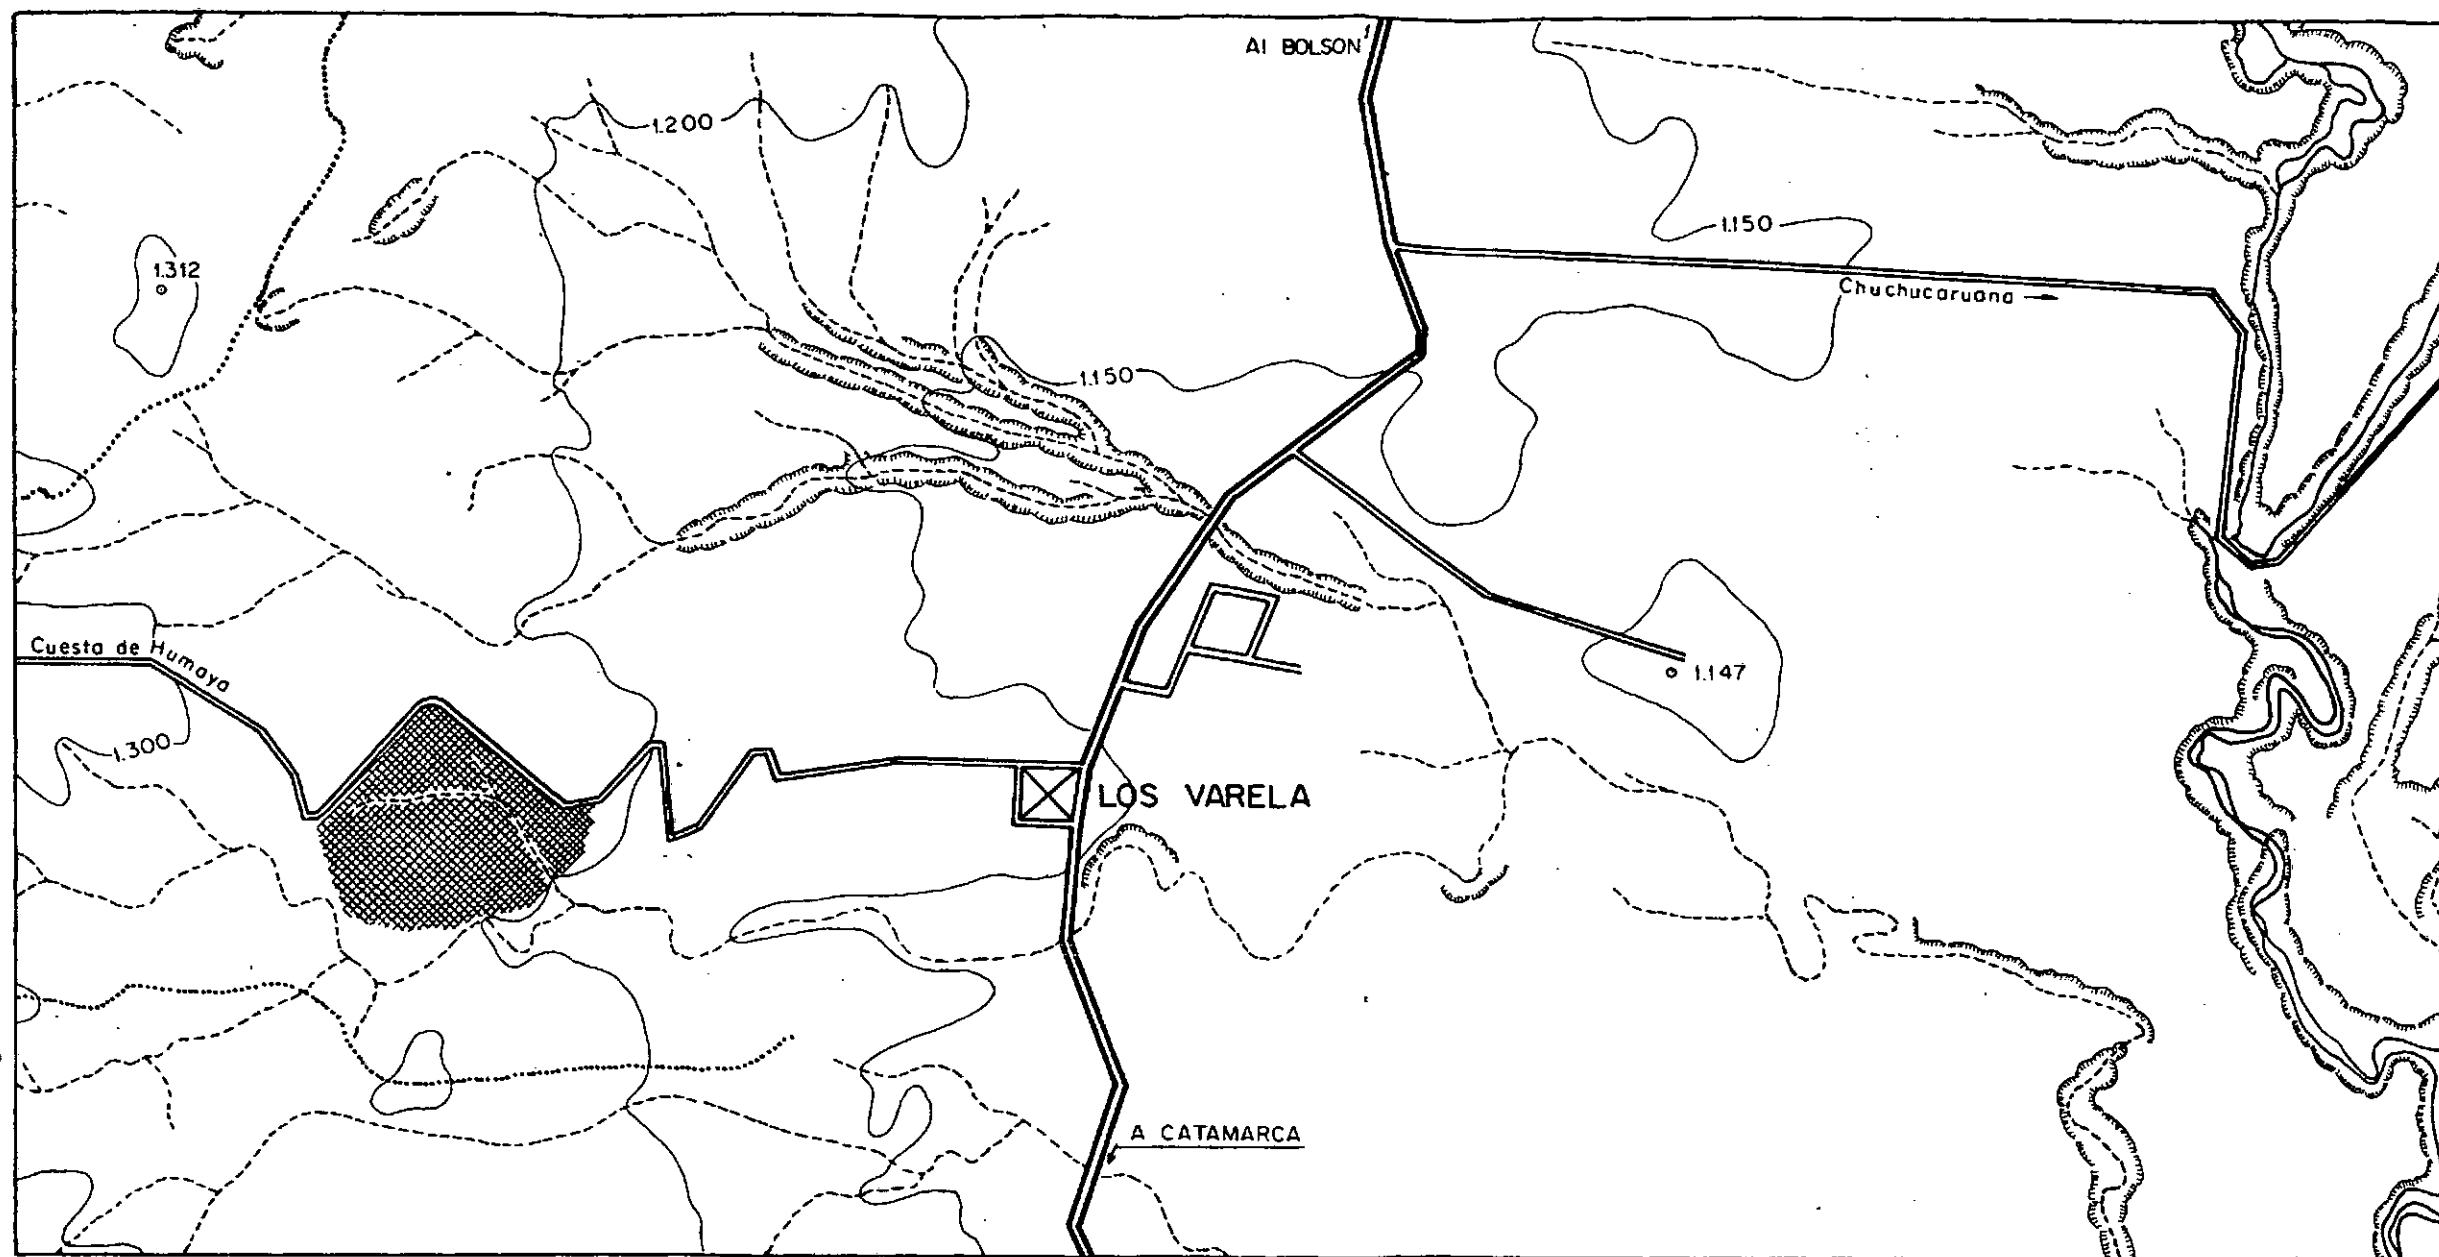 Al BOLSON
1.200
1.150
1.312
Chuchucaruana
1.150
Cuesta de Humaya
1.147
1.300
LOS VARELA
A CATAMARCA